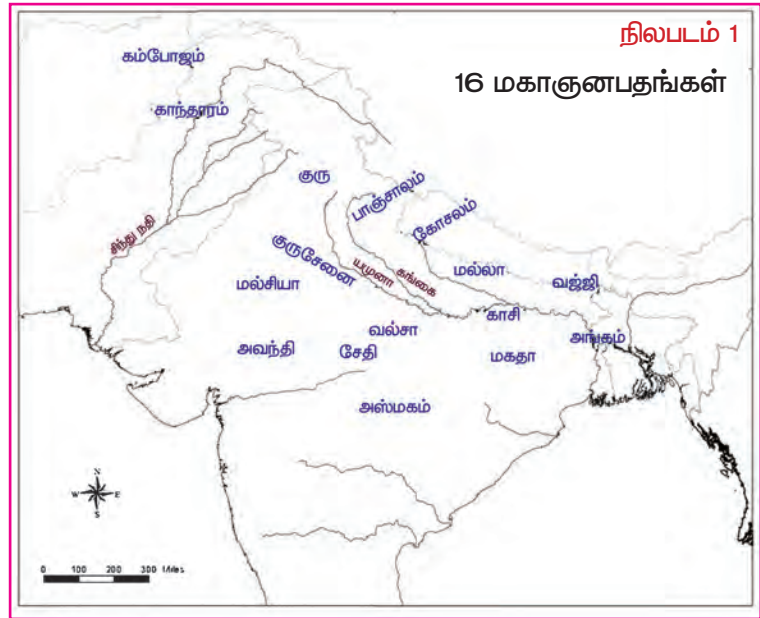 நிலபடம் 1
16 மகாஞனபதங்கள்
கம்போஜம்
காந்தாரம்
குரு
பாஞ்சாலம்
கோசலம்
சிந்து நதி
குருசேனை
யமுனா
கங்கை
மல்லா
வஜ்ஜி
மல்சியா
காசி
வல்சா
அங்கம்
அவந்தி
சேதி
மகதா
அஸ்மகம்
N
W E
S
0 100 200 300 Miles